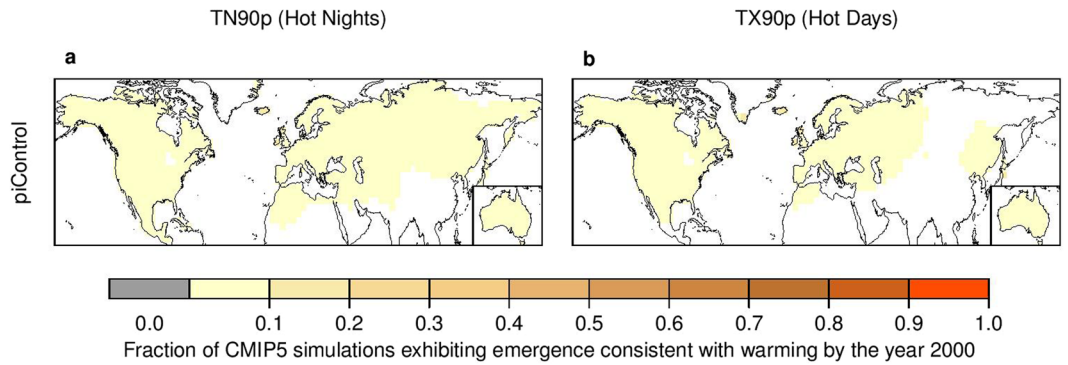 TN90p (Hot Nights) TX90p (Hot Days)
a b
piControl
0.0 0.1 0.2 0.3 0.4 0.5 0.6 0.7 0.8 0.9 1.0
Fraction of CMIP5 simulations exhibiting emergence consistent with warming by the year 2000